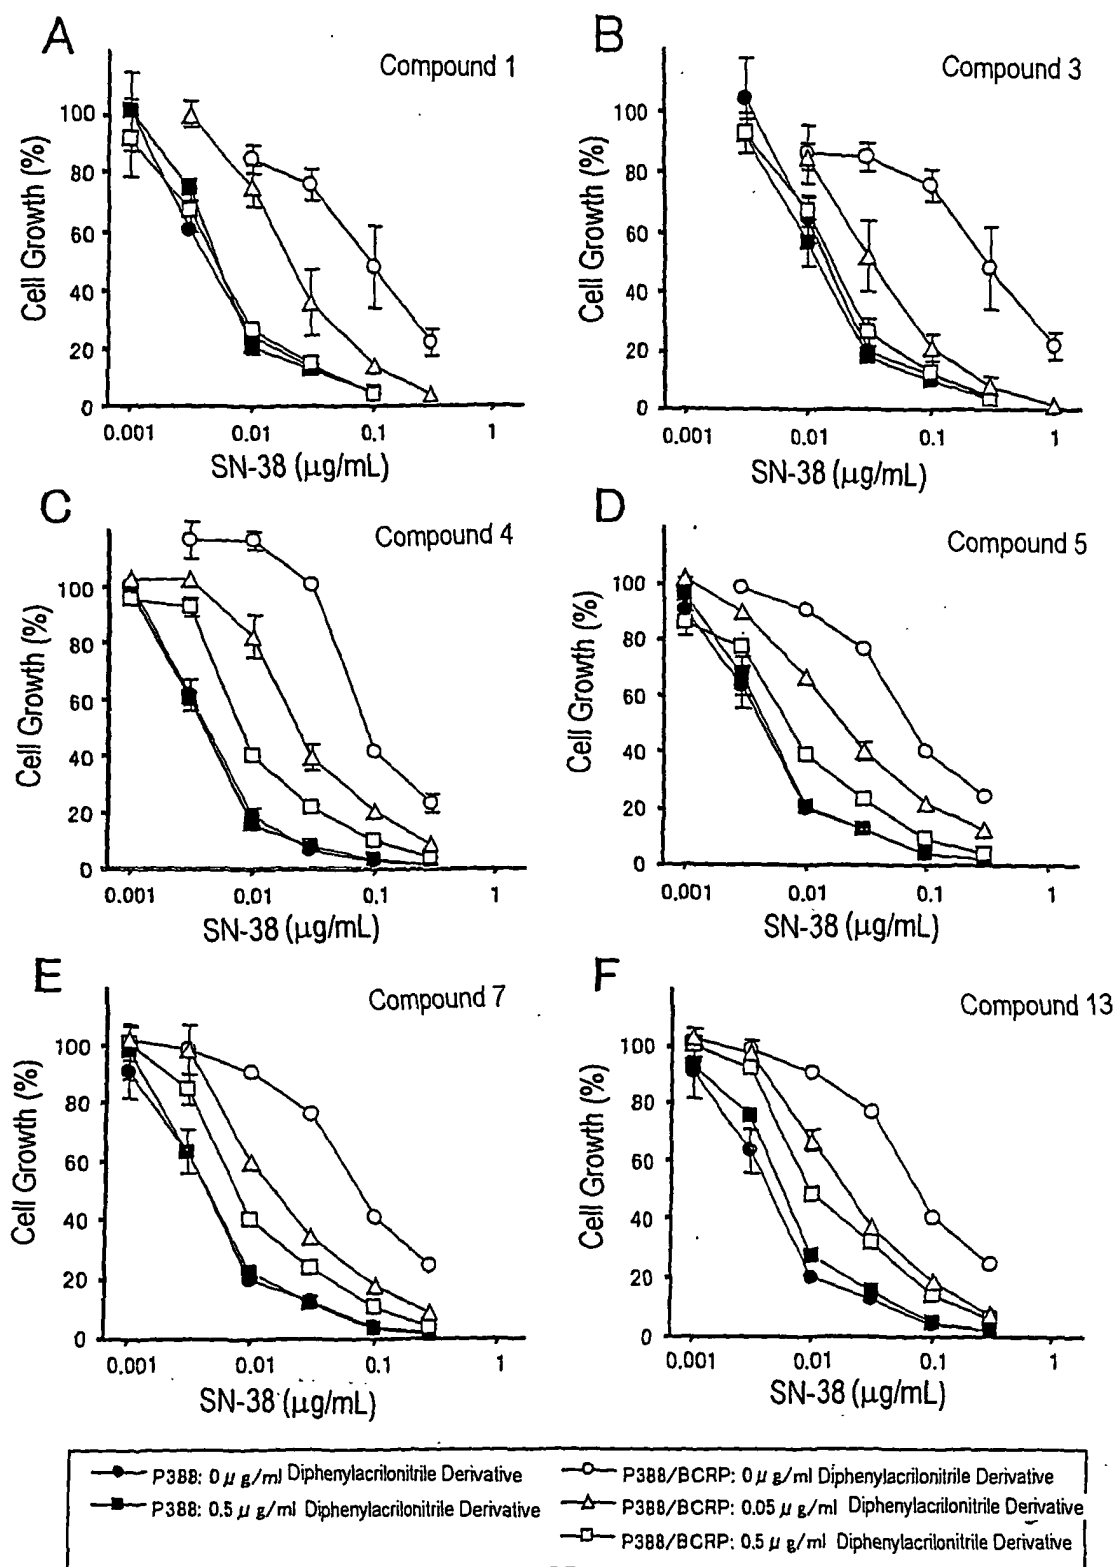 A
Compound 1
Cell Growth (%)
100
80
60
40
20
0
0.001
0.01
0.1
1
SN-38 (μg/mL)
B
Compound 3
Cell Growth (%)
100
80
60
40
20
0
0.001
0.01
0.1
1
SN-38 (μg/mL)
C
Compound 4
Cell Growth (%)
100
80
60
40
20
0
0.001
0.01
0.1
1
SN-38 (μg/mL)
D
Compound 5
Cell Growth (%)
100
80
60
40
20
0
0.001
0.01
0.1
1
SN-38 (μg/mL)
E
Compound 7
Cell Growth (%)
100
80
60
40
20
0
0.001
0.01
0.1
1
SN-38 (μg/mL)
F
Compound 13
Cell Growth (%)
100
80
60
40
20
0
0.001
0.01
0.1
1
SN-38 (μg/mL)
P388: 0 μg/ml Diphenylacrilonitrile Derivative
P388: 0.5 μg/ml Diphenylacrilonitrile Derivative
P388/BCRP: 0 μg/ml Diphenylacrilonitrile Derivative
P388/BCRP: 0.05 μg/ml Diphenylacrilonitrile Derivative
P388/BCRP: 0.5 μg/ml Diphenylacrilonitrile Derivative